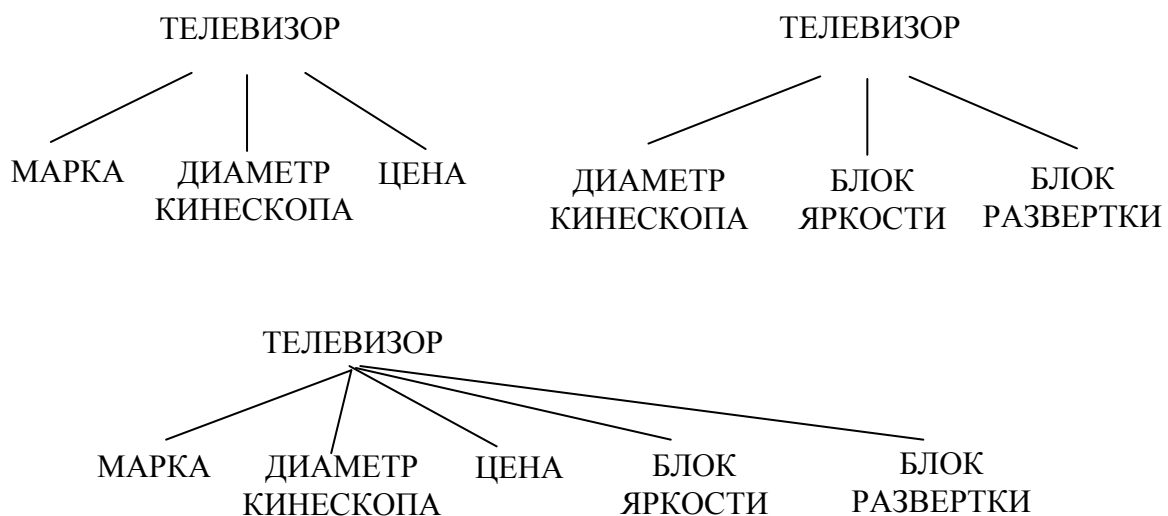 ТЕЛЕВИЗОР
МАРКА
ДИАМЕТР
КИНЕСКОПА
ЦЕНА
ТЕЛЕВИЗОР
ДИАМЕТР
КИНЕСКОПА
БЛОК
ЯРКОСТИ
БЛОК
РАЗВЕРТКИ
ТЕЛЕВИЗОР
МАРКА
ДИАМЕТР
КИНЕСКОПА
ЦЕНА
БЛОК
ЯРКОСТИ
БЛОК
РАЗВЕРТКИ